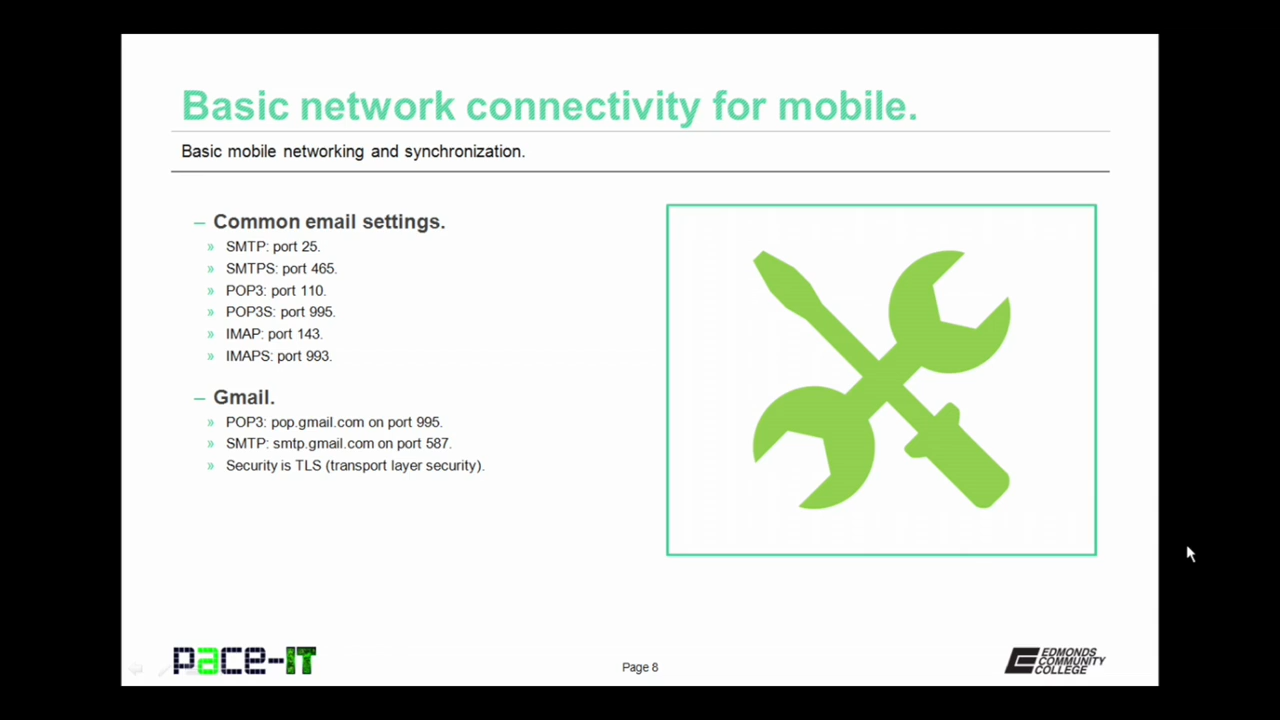 Basic network connectivity for mobile.
Basic mobile networking and synchronization.
– Common email settings.
» SMTP: port 25.
» SMTPS: port 465.
» POP3: port 110.
» POP3S: port 995.
» IMAP: port 143.
» IMAPS: port 993.
– Gmail.
» POP3: pop.gmail.com on port 995.
» SMTP: smtp.gmail.com on port 587.
» Security is TLS (transport layer security).
pace-IT
Page 8
EDMONDS
COMMUNITY
COLLEGE